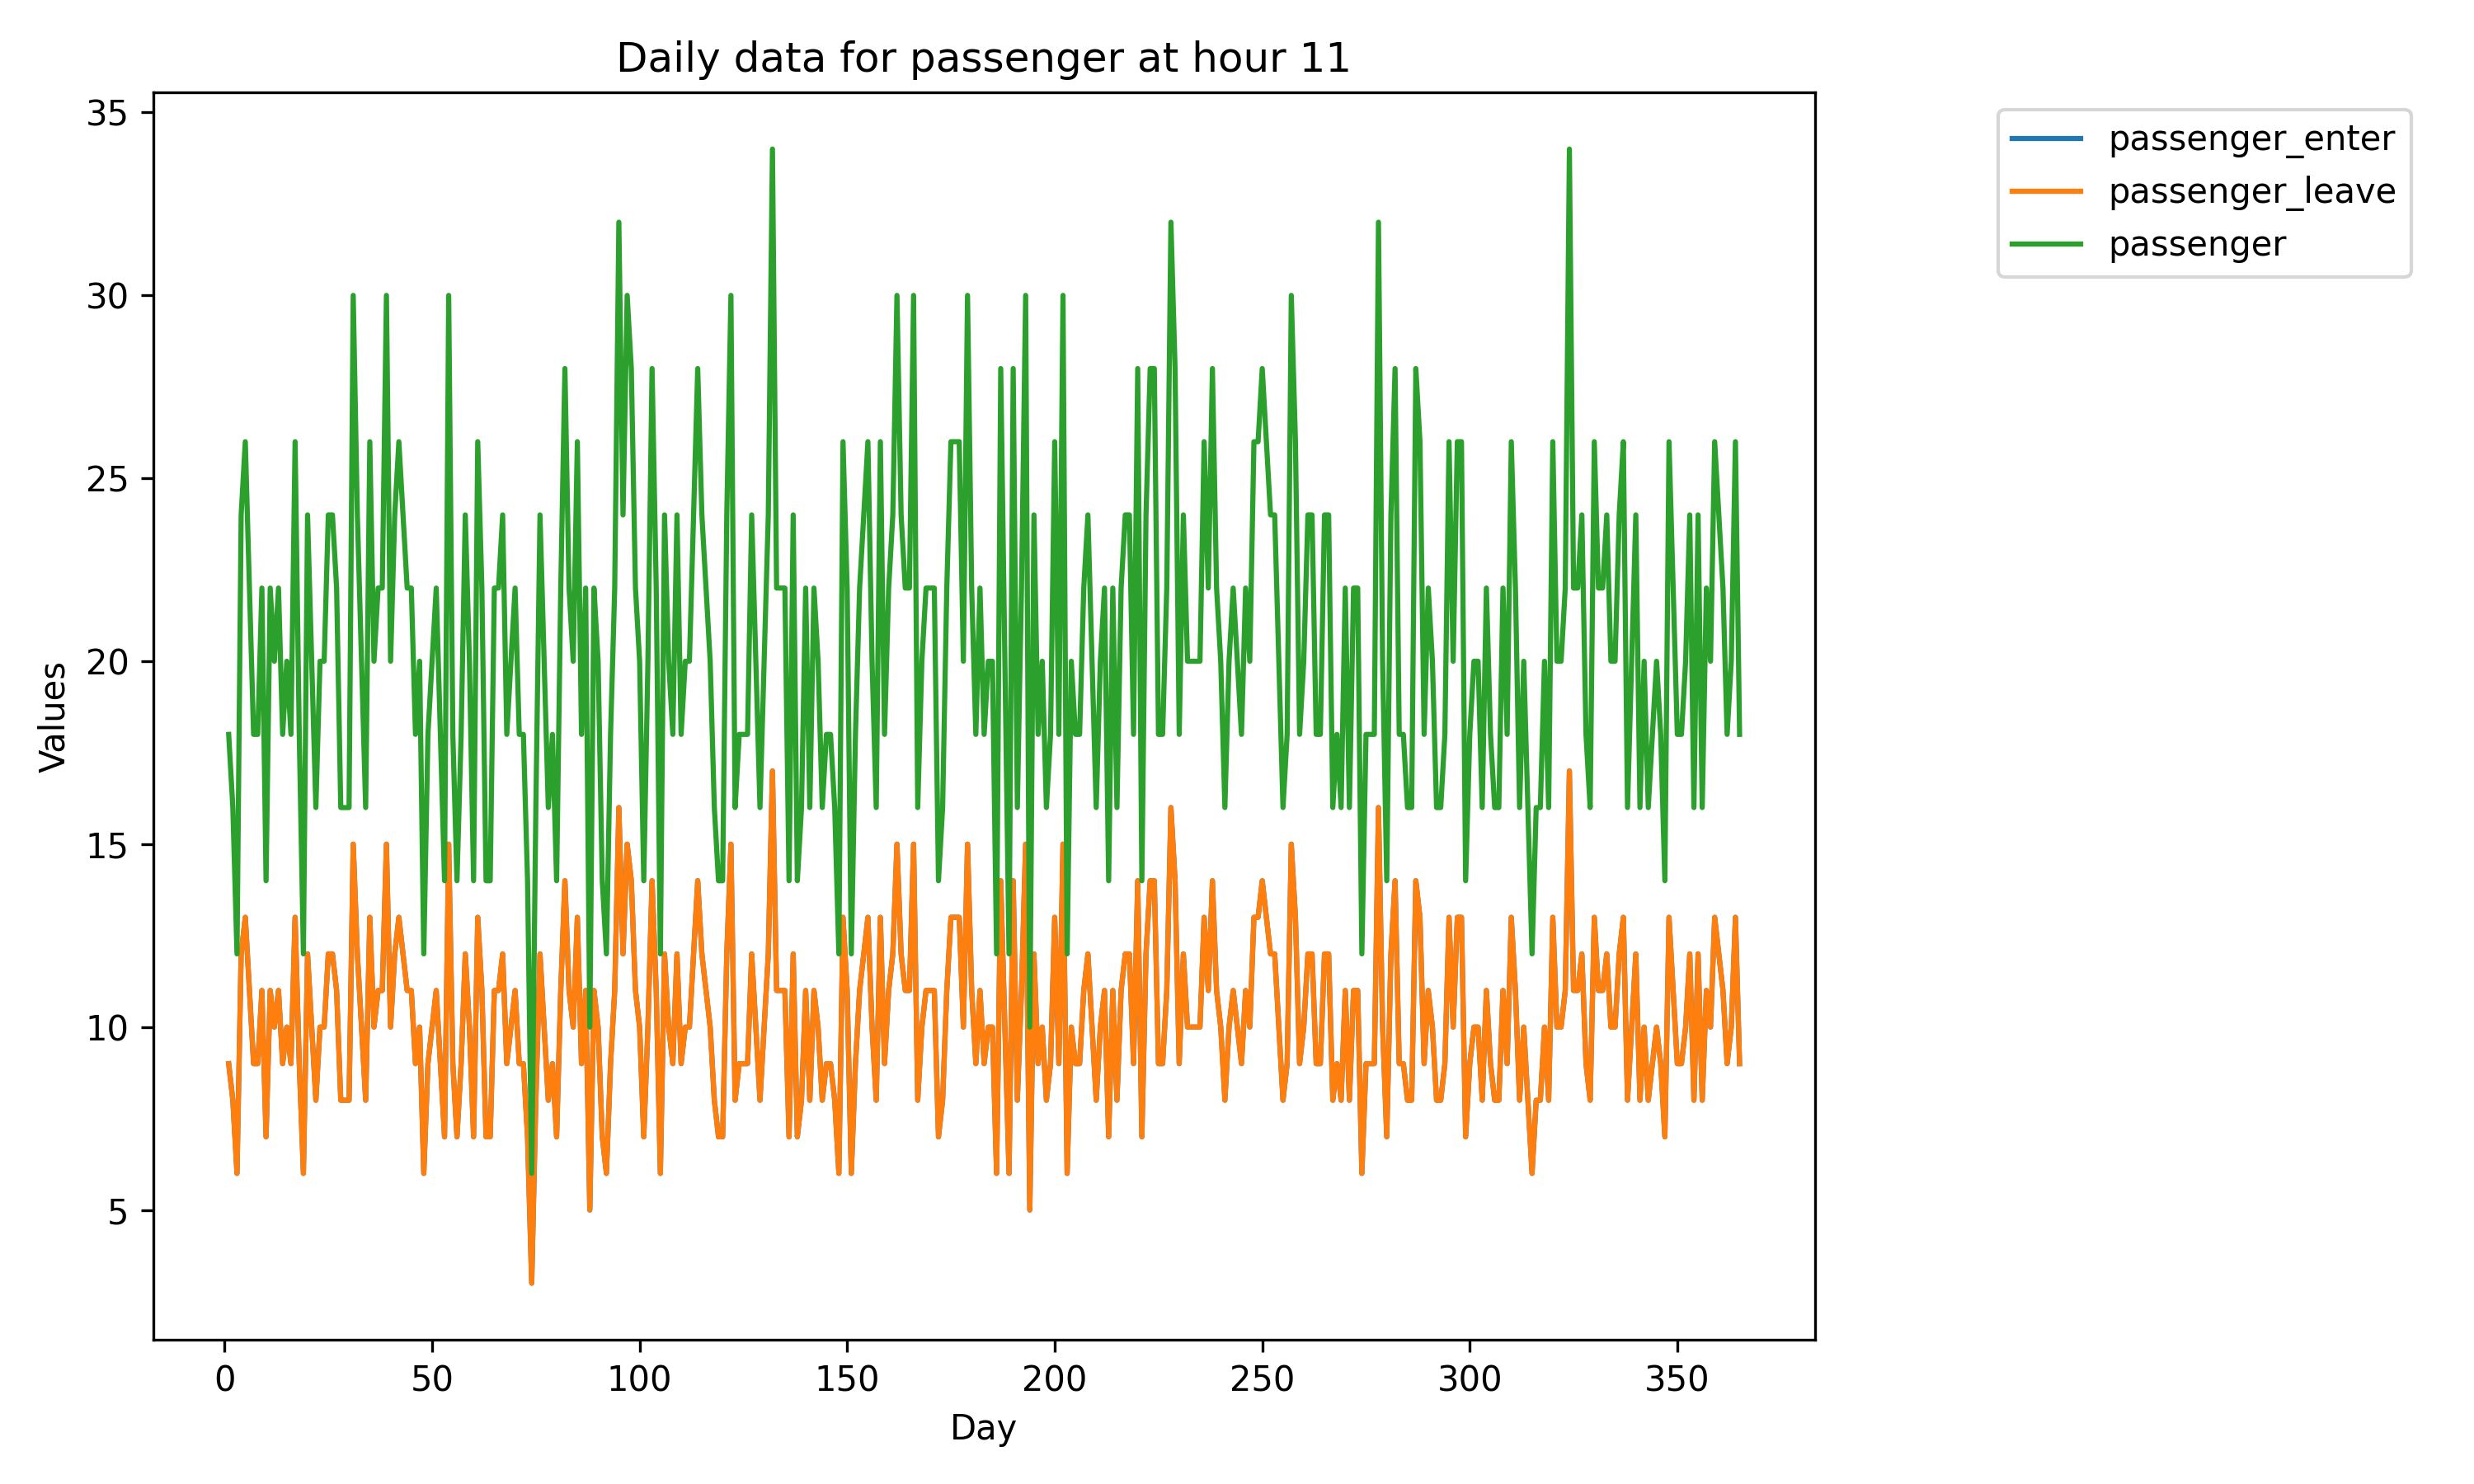 Daily data for passenger at hour 11
35
30
25
20
15
10
5
Values
0 50 100 150 200 250 300 350
Day
passenger_enter
passenger_leave
passenger